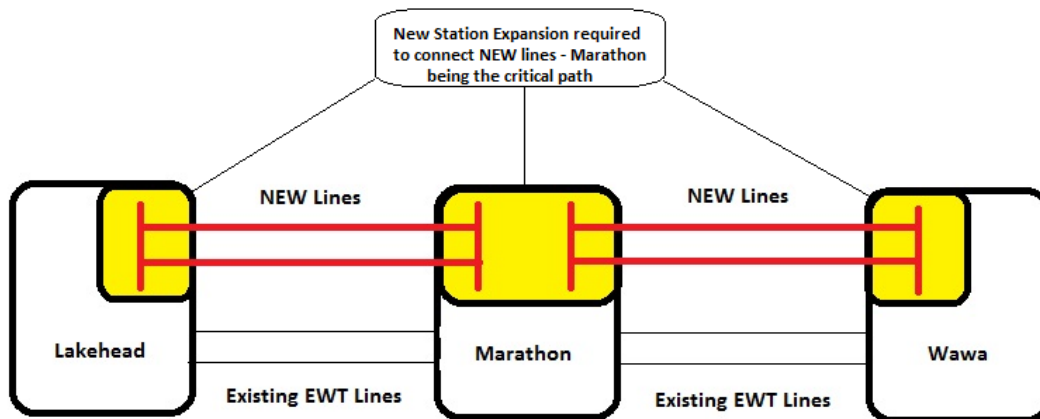 New Station Expansion required
to connect NEW lines - Marathon
being the critical path
NEW Lines
NEW Lines
Lakehead
Marathon
Wawa
Existing EWT Lines
Existing EWT Lines